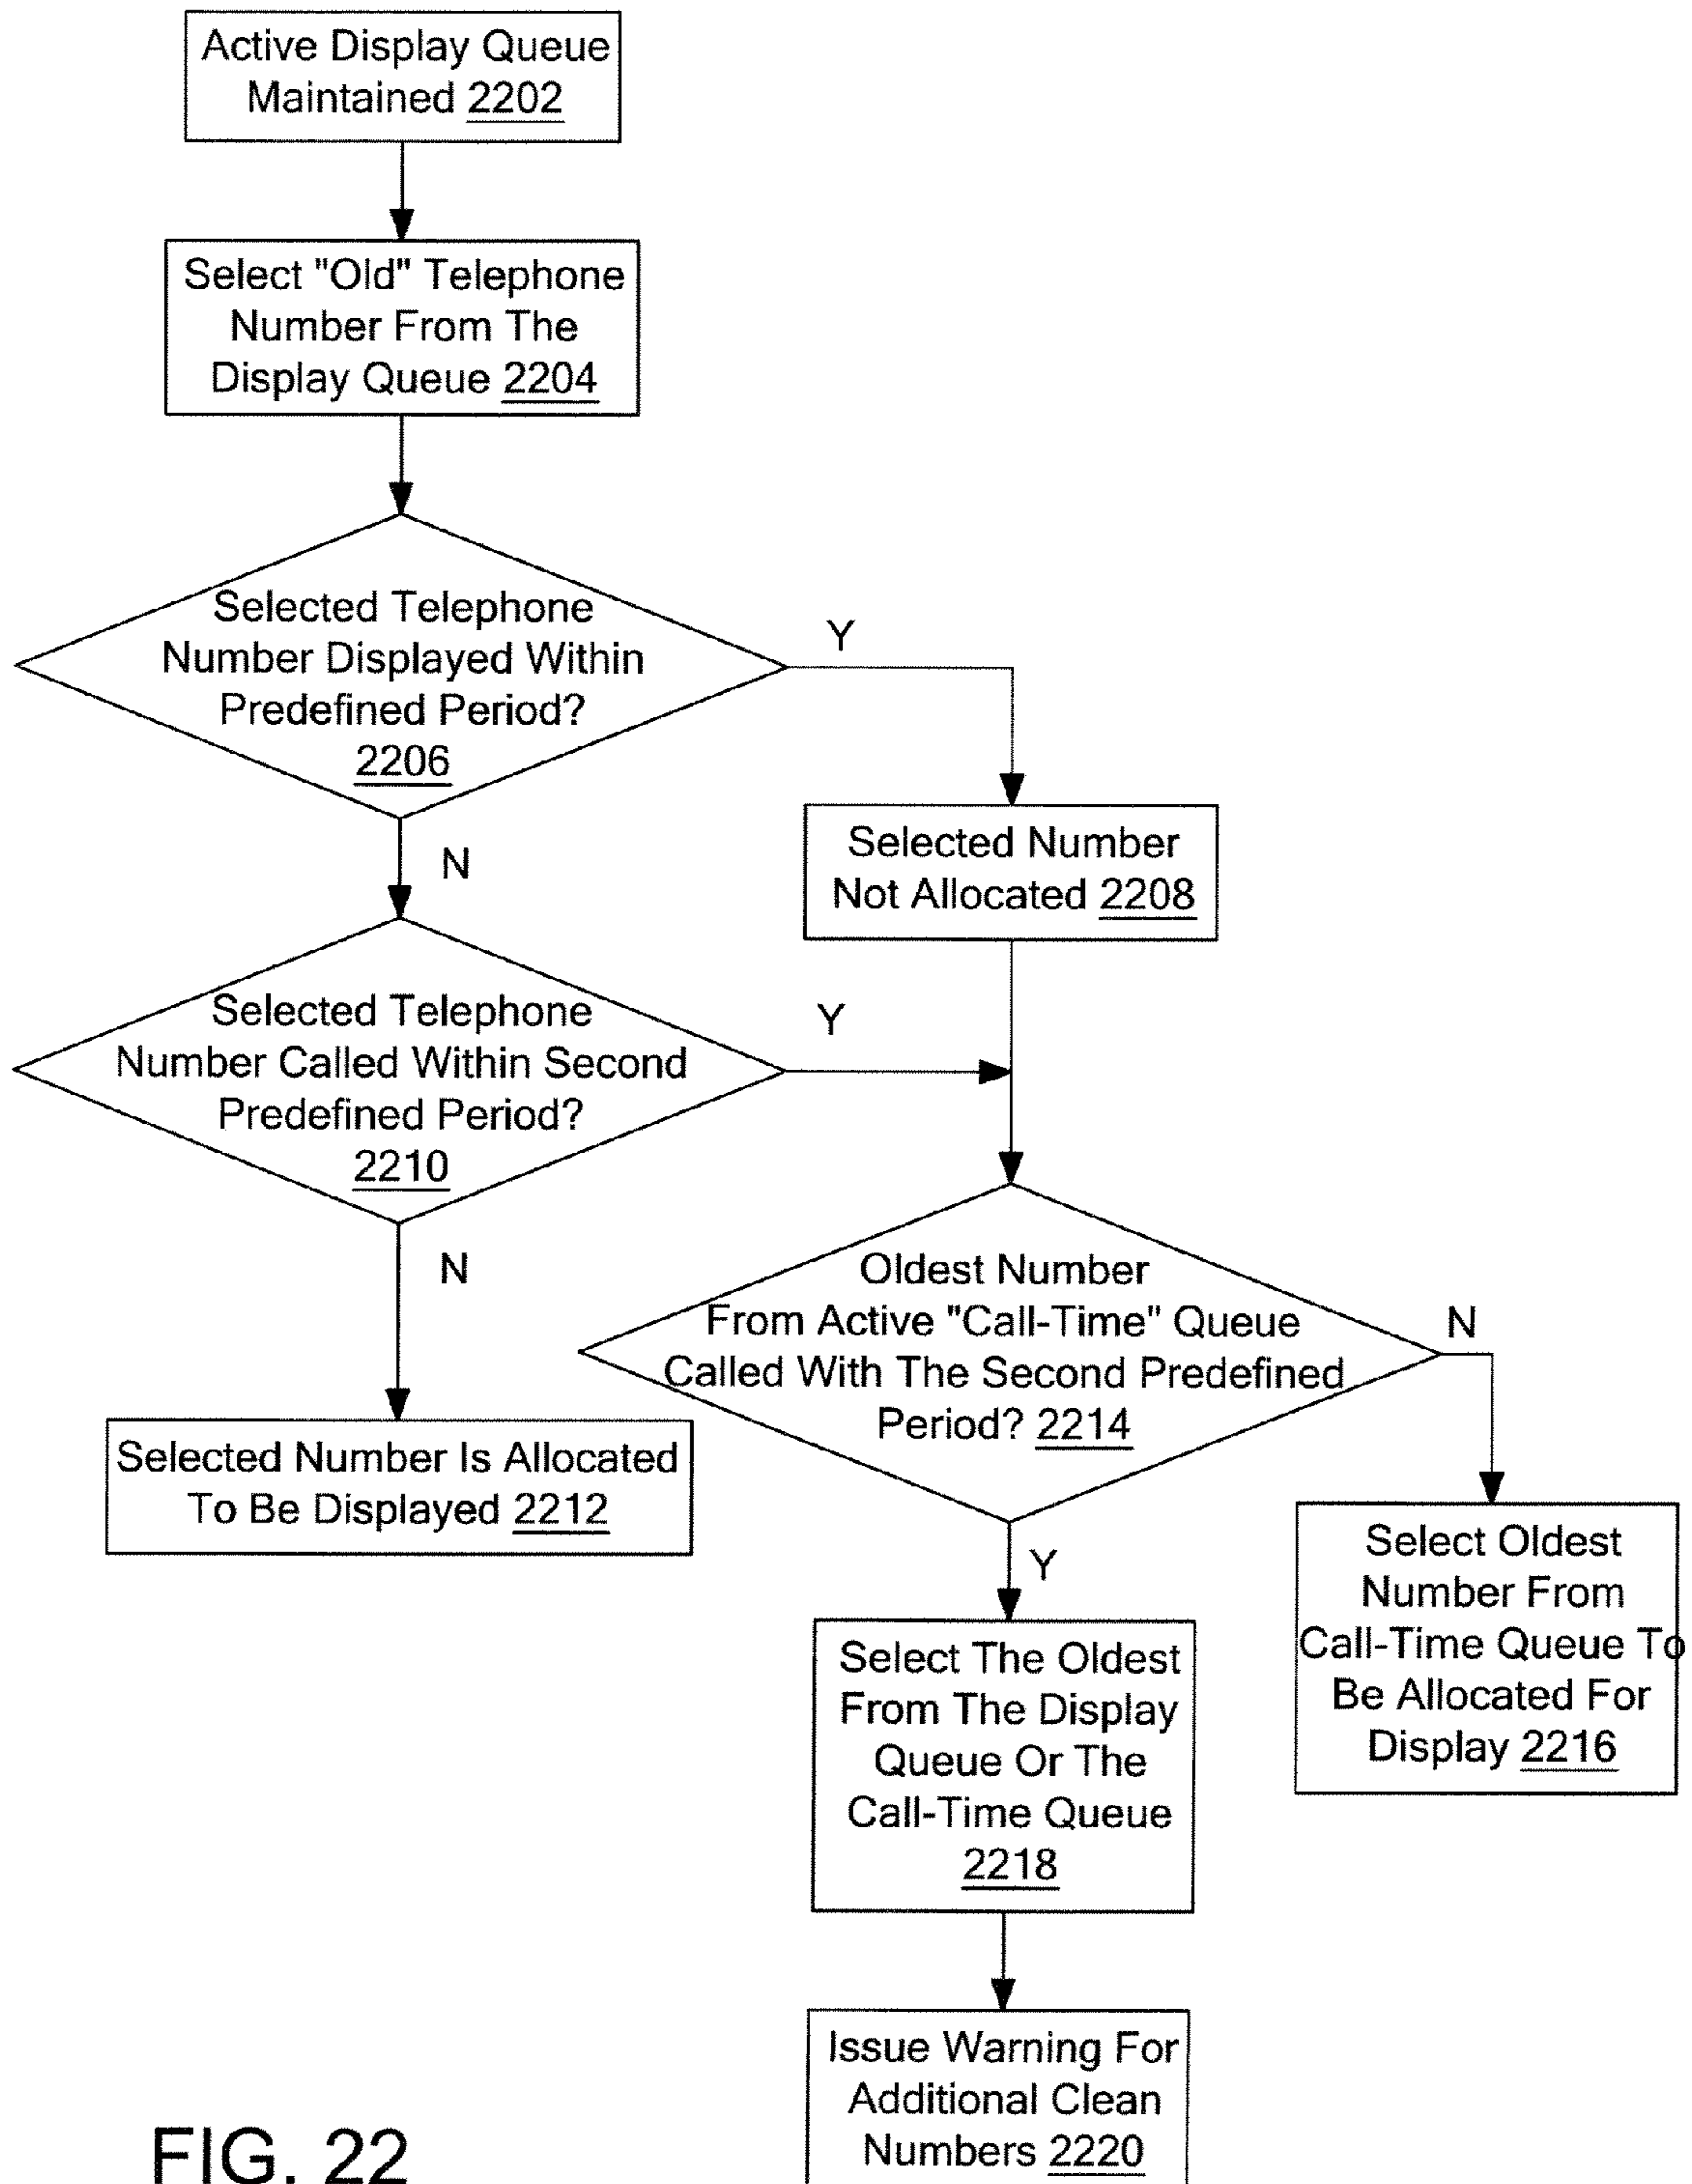 Active Display Queue
Maintained 2202
Select "Old" Telephone
Number From The
Display Queue 2204
Selected Telephone
Number Displayed Within
Predefined Period?
2206
Y
N
Selected Number
Not Allocated 2208
Selected Telephone
Number Called Within Second
Predefined Period?
2210
Y
N
Oldest Number
From Active "Call-Time" Queue
Called With The Second Predefined
Period? 2214
N
Y
Selected Number Is Allocated
To Be Displayed 2212
Select Oldest
Number From
Call-Time Queue To
Be Allocated For
Display 2216
Select The Oldest
From The Display
Queue Or The
Call-Time Queue
2218
Issue Warning For
Additional Clean
Numbers 2220
FIG. 22